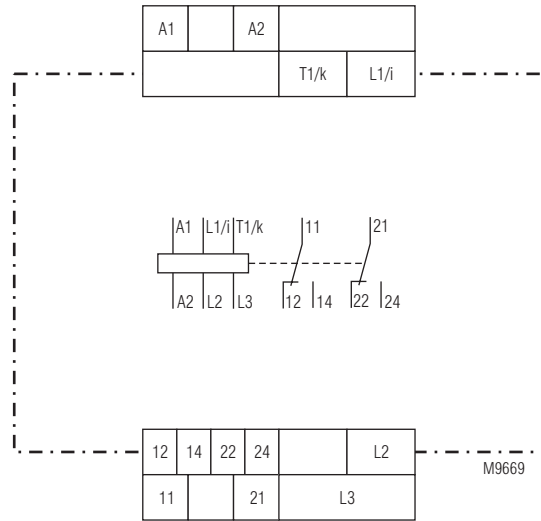 A1 A2
T1/k L1/i
A1 L1/i T1/k 11 21
A2 L2 L3 12 14 22 24
12 14 22 24 L2
M9669
11 21 L3